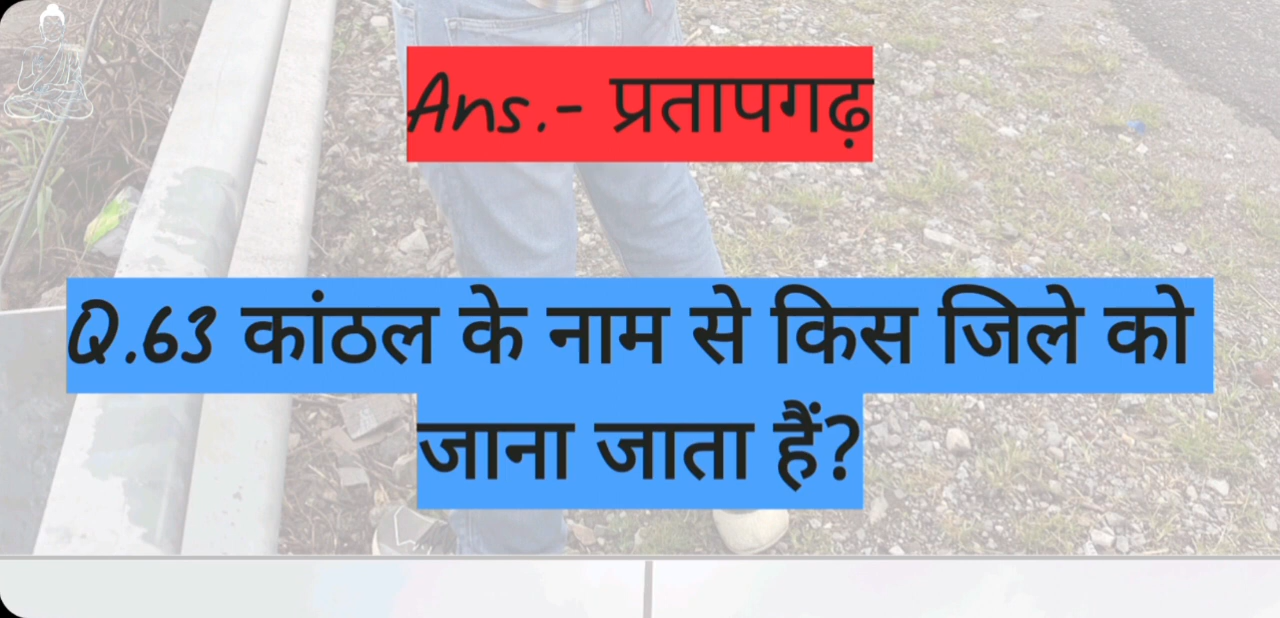 Ans.- प्रतापगढ़
Q.63 कांठल के नाम से किस जिले को
जाना जाता हैं?